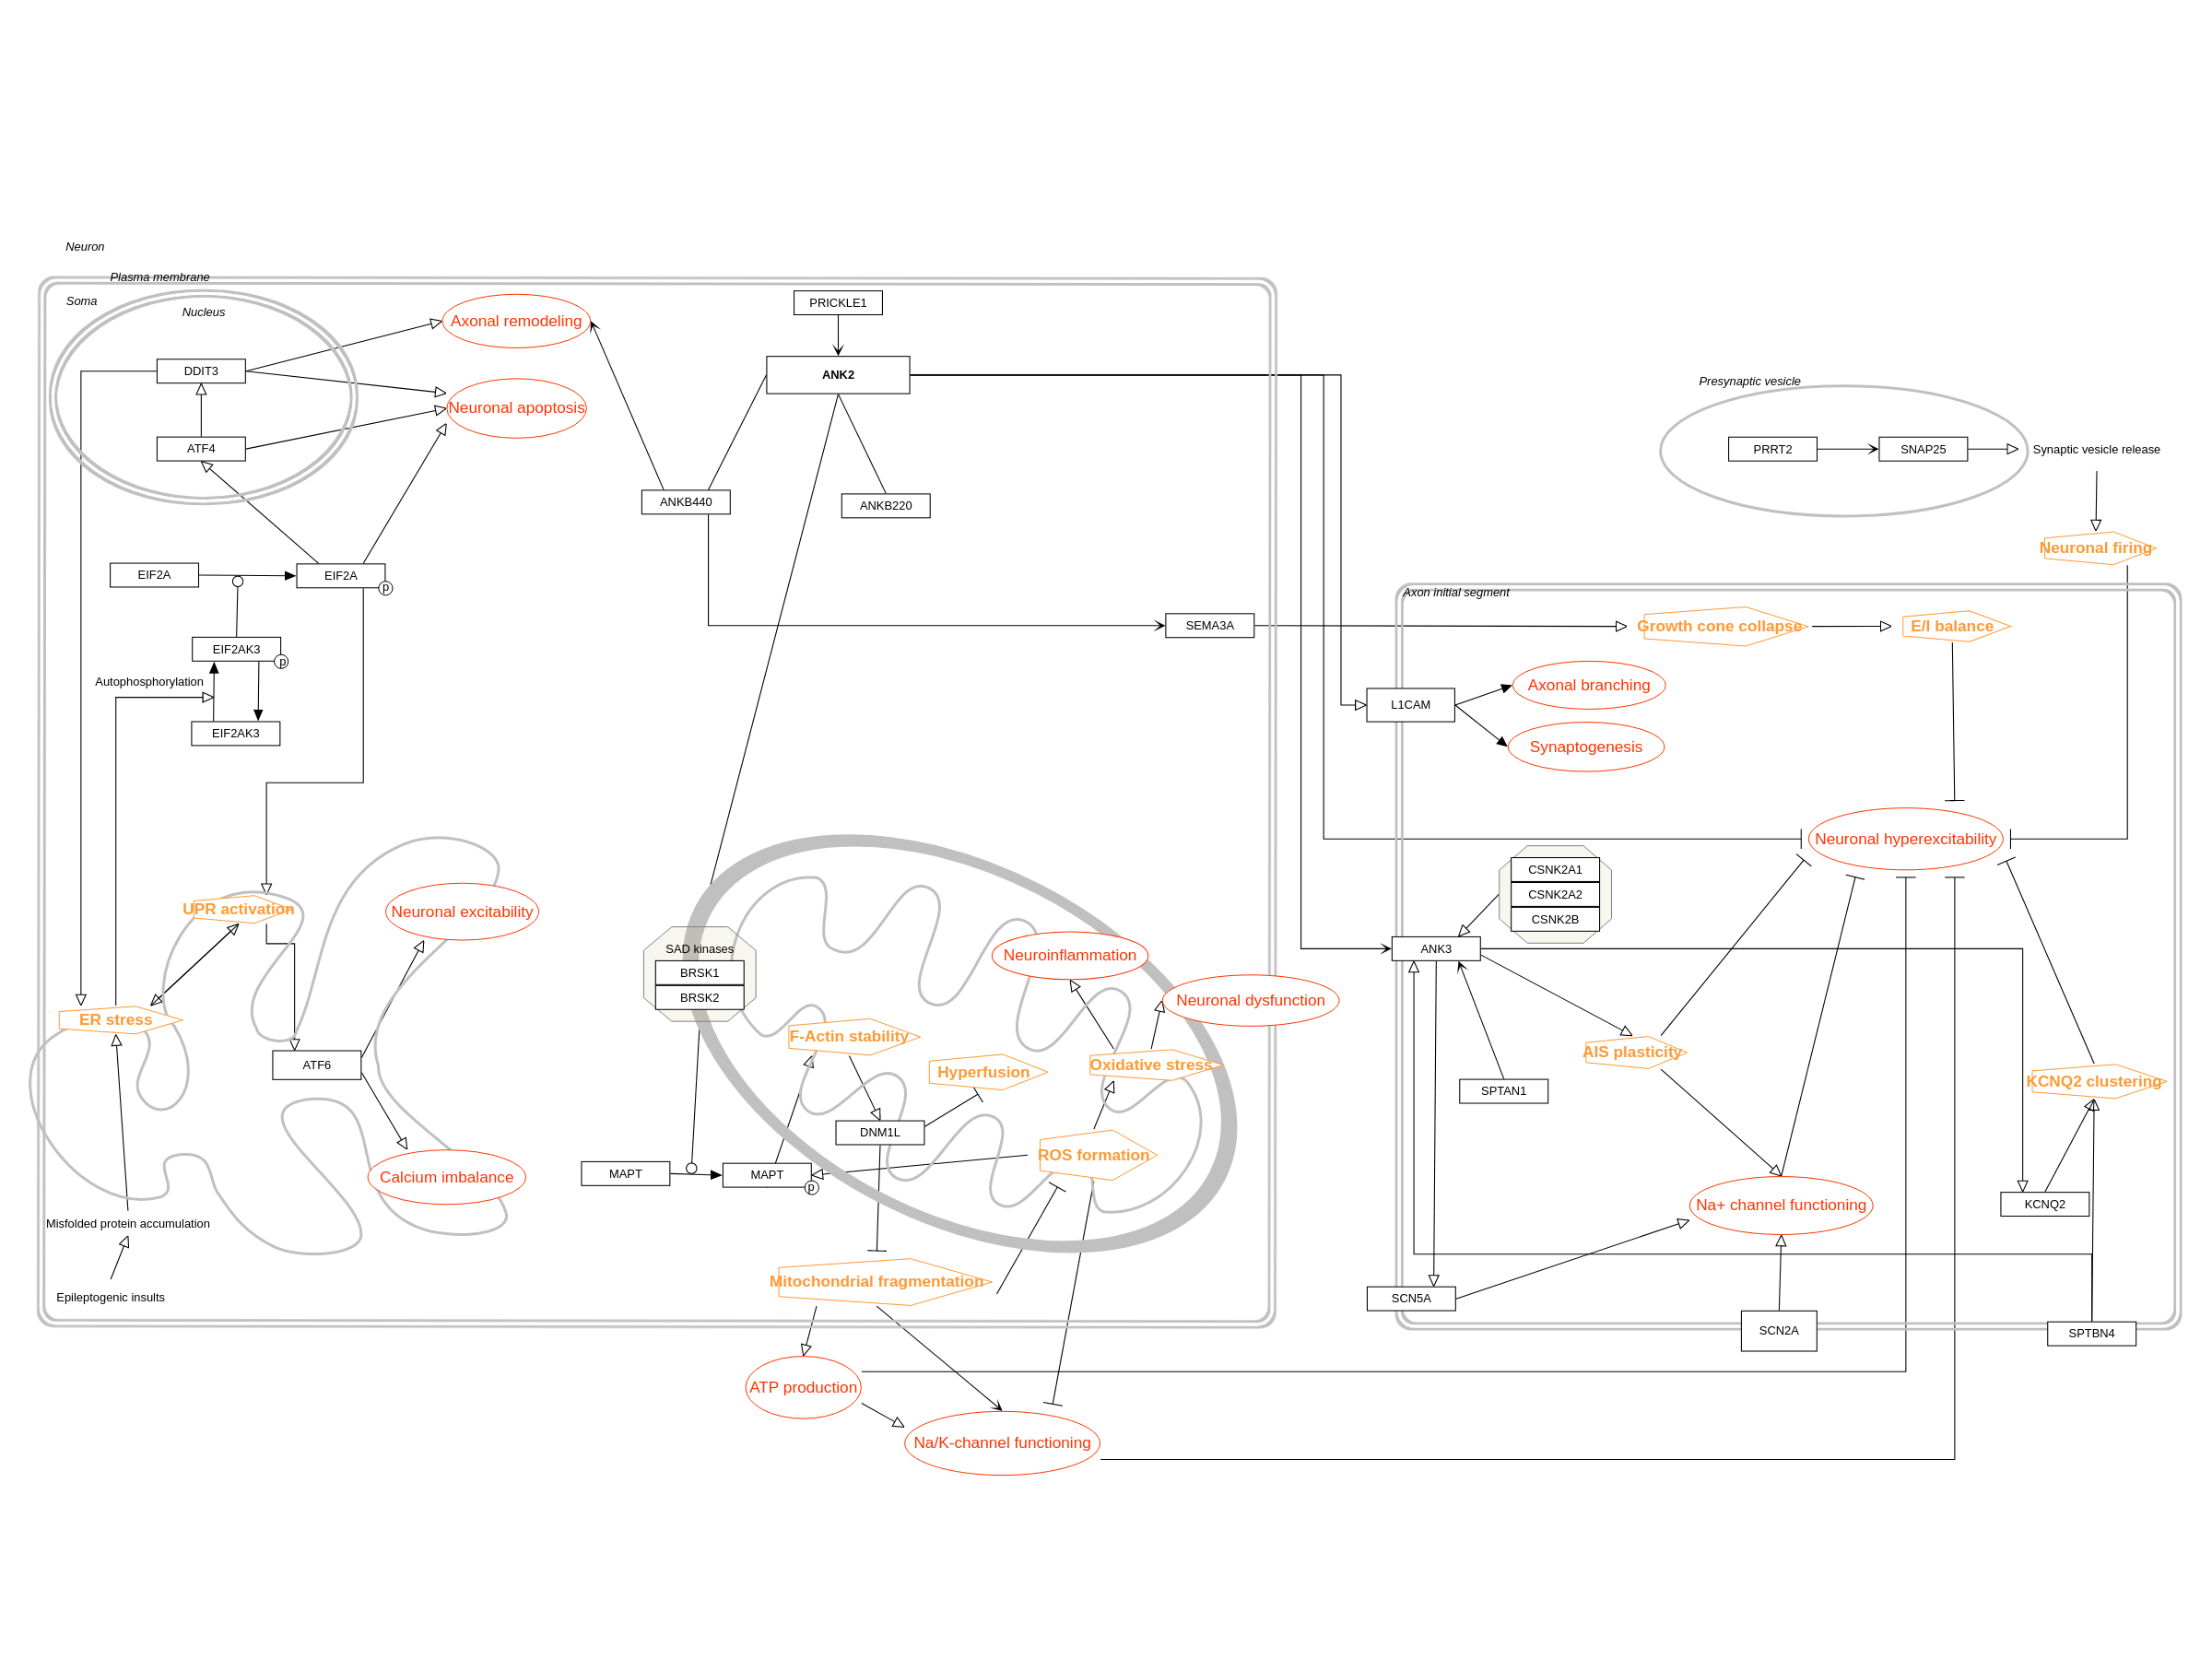 Neuron
Plasma membrane
Soma
Nucleus
PRICKLE1
Axonal remodeling
DDIT3
ANK2
Presynaptic vesicle
Neuronal apoptosis
ATF4
PRRT2
SNAP25
Synaptic vesicle release
ANKB440
ANKB220
Neuronal firing
EIF2A
EIF2A
p
Axon initial segment
SEMA3A
Growth cone collapse
E/I balance
EIF2AK3
p
Autophosphorylation
Axonal branching
L1CAM
EIF2AK3
Synaptogenesis
Neuronal hyperexcitability
CSNK2A1
CSNK2A2
CSNK2B
UPR activation
Neuronal excitability
SAD kinases
BRSK1
BRSK2
Neuroinflammation
ANK3
Neuronal dysfunction
ER stress
F-Actin stability
AIS plasticity
ATF6
Hyperfusion
Oxidative stress
KCNQ2 clustering
SPTAN1
DNM1L
ROS formation
Calcium imbalance
MAPT
MAPT
p
Na+ channel functioning
KCNQ2
Misfolded protein accumulation
Mitochondrial fragmentation
Epileptogenic insults
SCN5A
SCN2A
SPTBN4
ATP production
Na/K-channel functioning